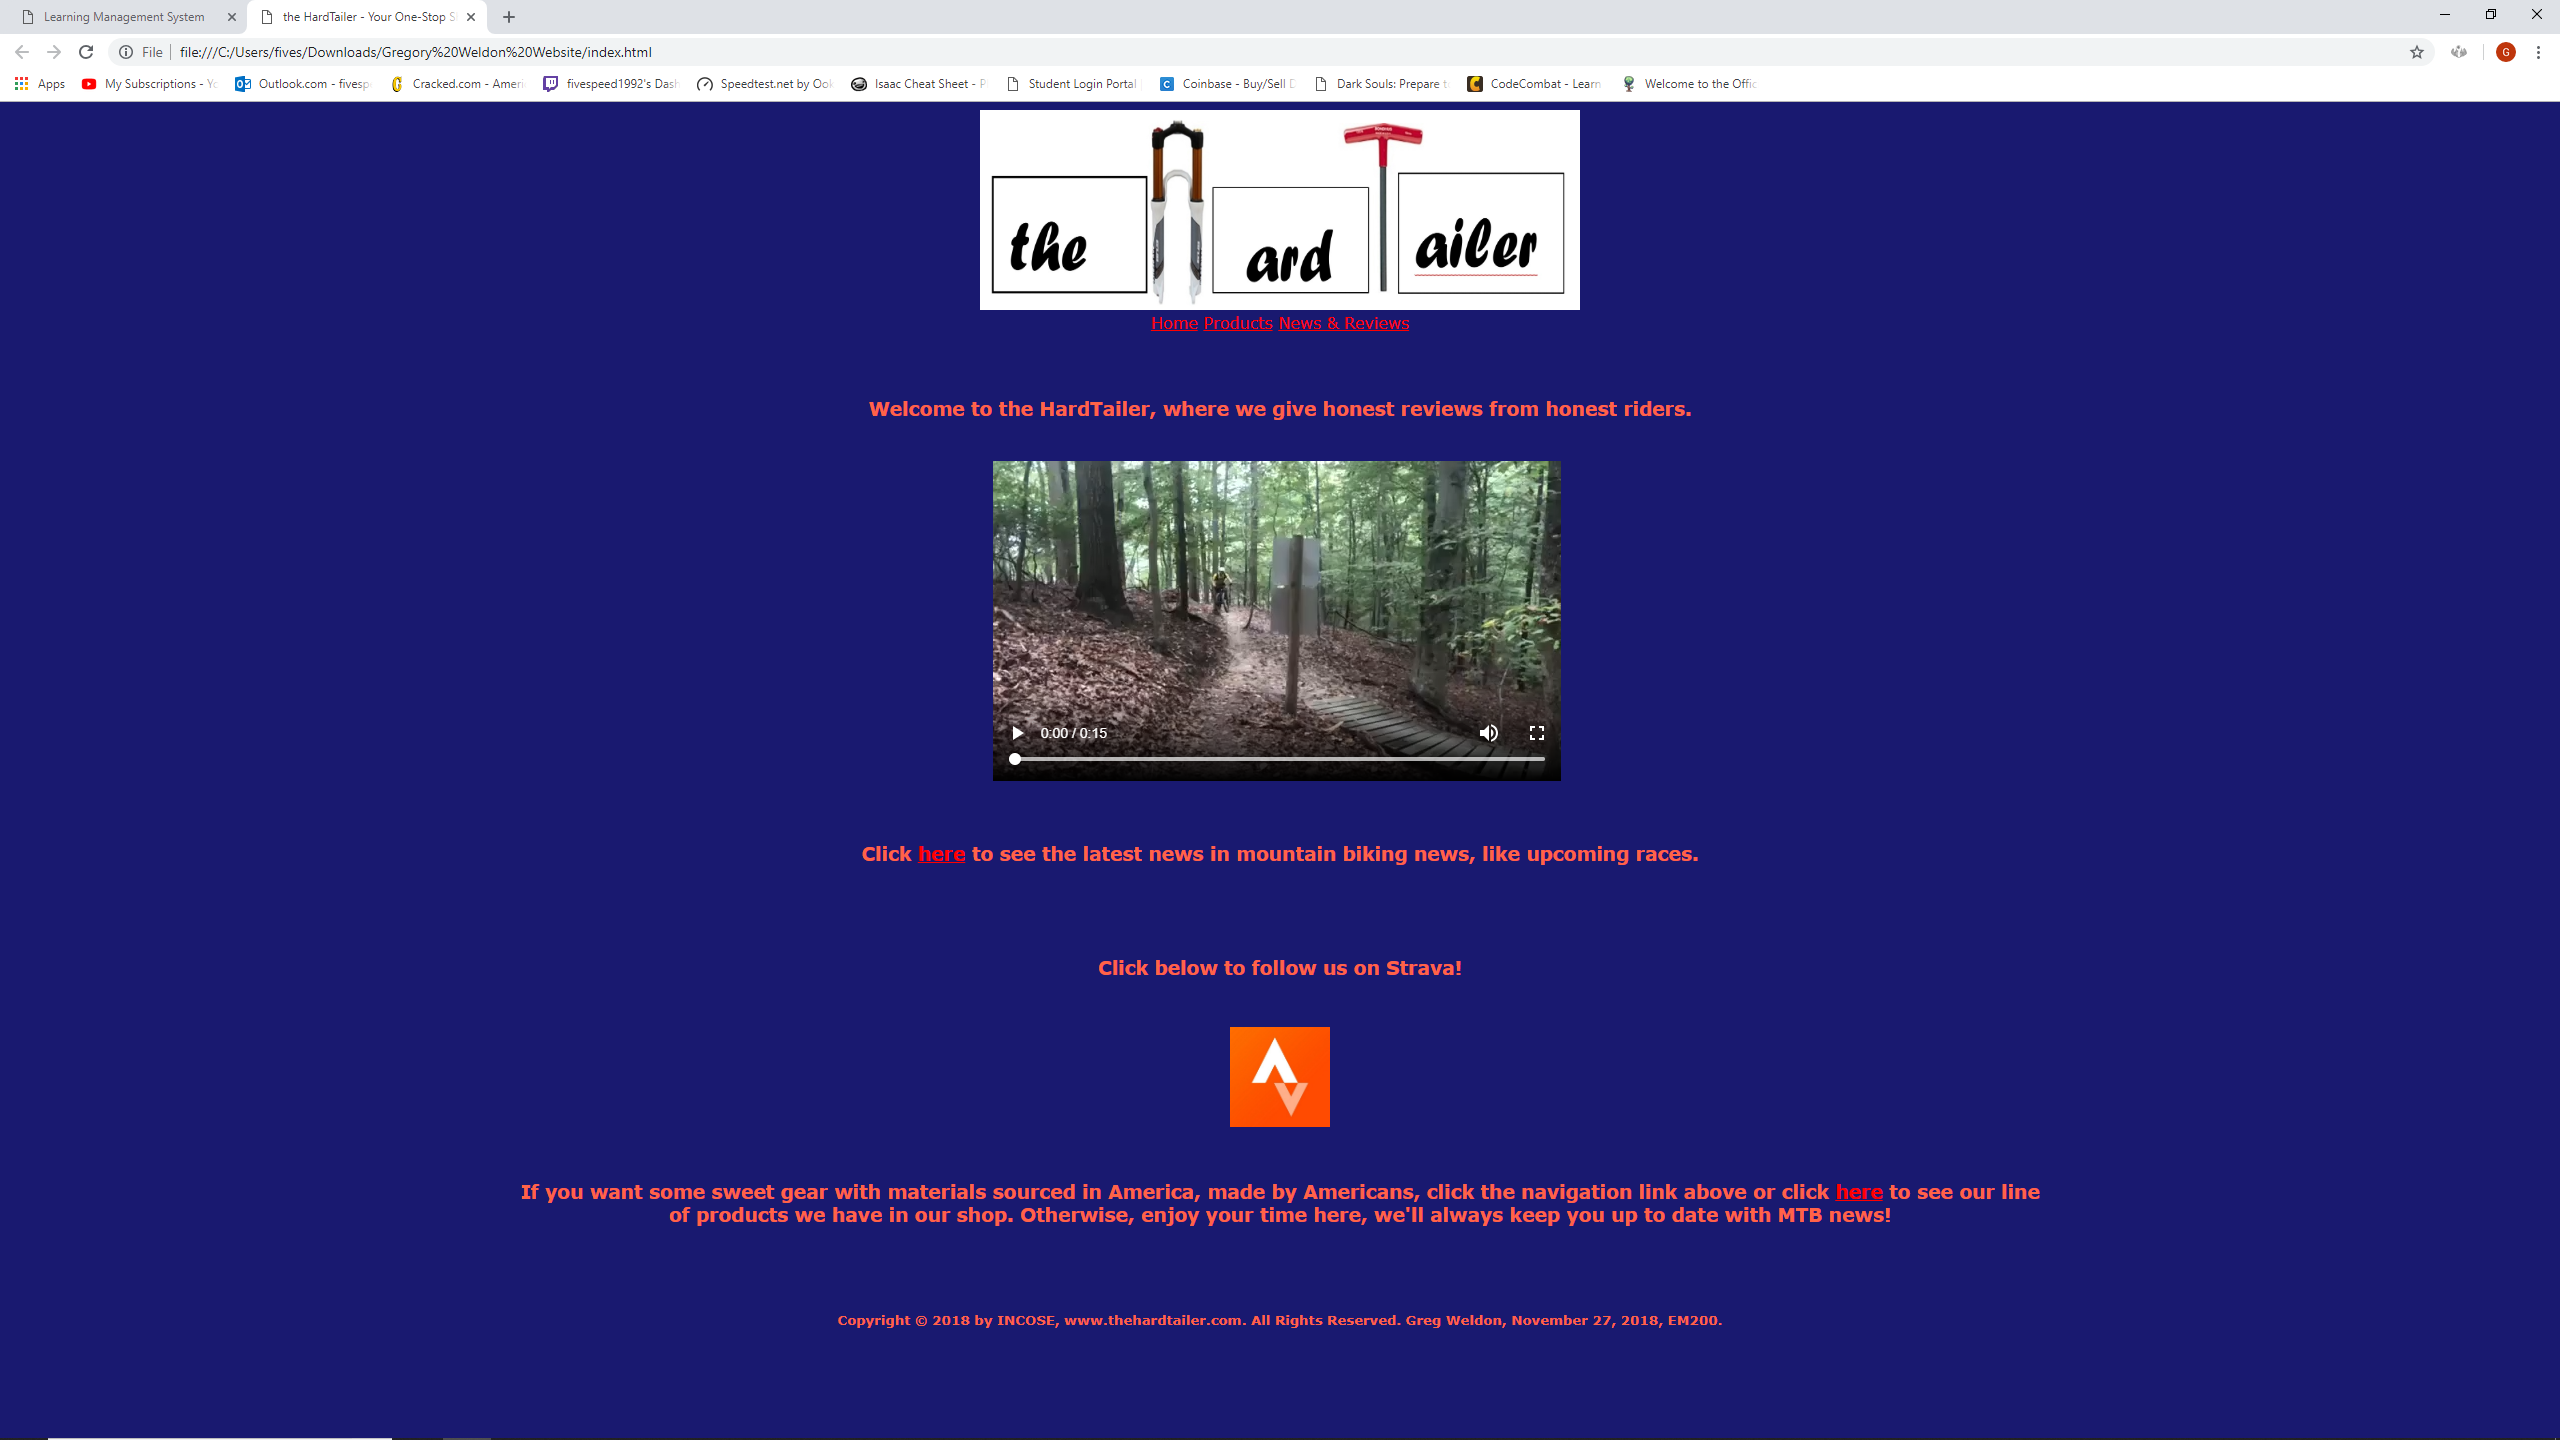 Learning Management System
the HardTailer - Your One-Stop S
File
file:///C:/Users/fives/Downloads/Gregory%20Weldon%20Website/index.html
G
Apps
My Subscriptions - Yo
Outlook.com - fivesp
Cracked.com - Ameri
fivespeed1992's Dash
Speedtest.net by Ook
Isaac Cheat Sheet - P
Student Login Portal
Coinbase - Buy/Sell D
Dark Souls: Prepare t
CodeCombat - Learn
Welcome to the Offic
the ard ailer
Home Products News & Reviews
Welcome to the HardTailer, where we give honest reviews from honest riders.
0:00 / 0:15
Click here to see the latest news in mountain biking news, like upcoming races.
Click below to follow us on Strava!
If you want some sweet gear with materials sourced in America, made by Americans, click the navigation link above or click here to see our line
of products we have in our shop. Otherwise, enjoy your time here, we'll always keep you up to date with MTB news!
Copyright © 2018 by INCOSE, www.thehardtailer.com. All Rights Reserved. Greg Weldon, November 27, 2018, EM200.